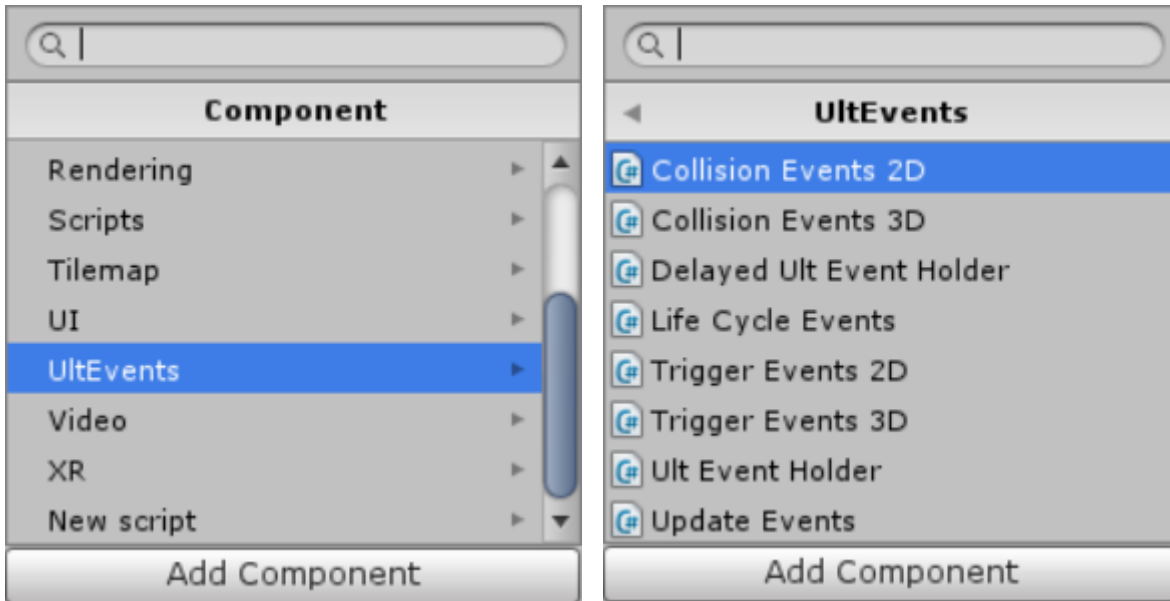 Component
Rendering
Scripts
Tilemap
UI
UltEvents
Video
XR
New script
Add Component
UltEvents
Collision Events 2D
Collision Events 3D
Delayed Ult Event Holder
Life Cycle Events
Trigger Events 2D
Trigger Events 3D
Ult Event Holder
Update Events
Add Component